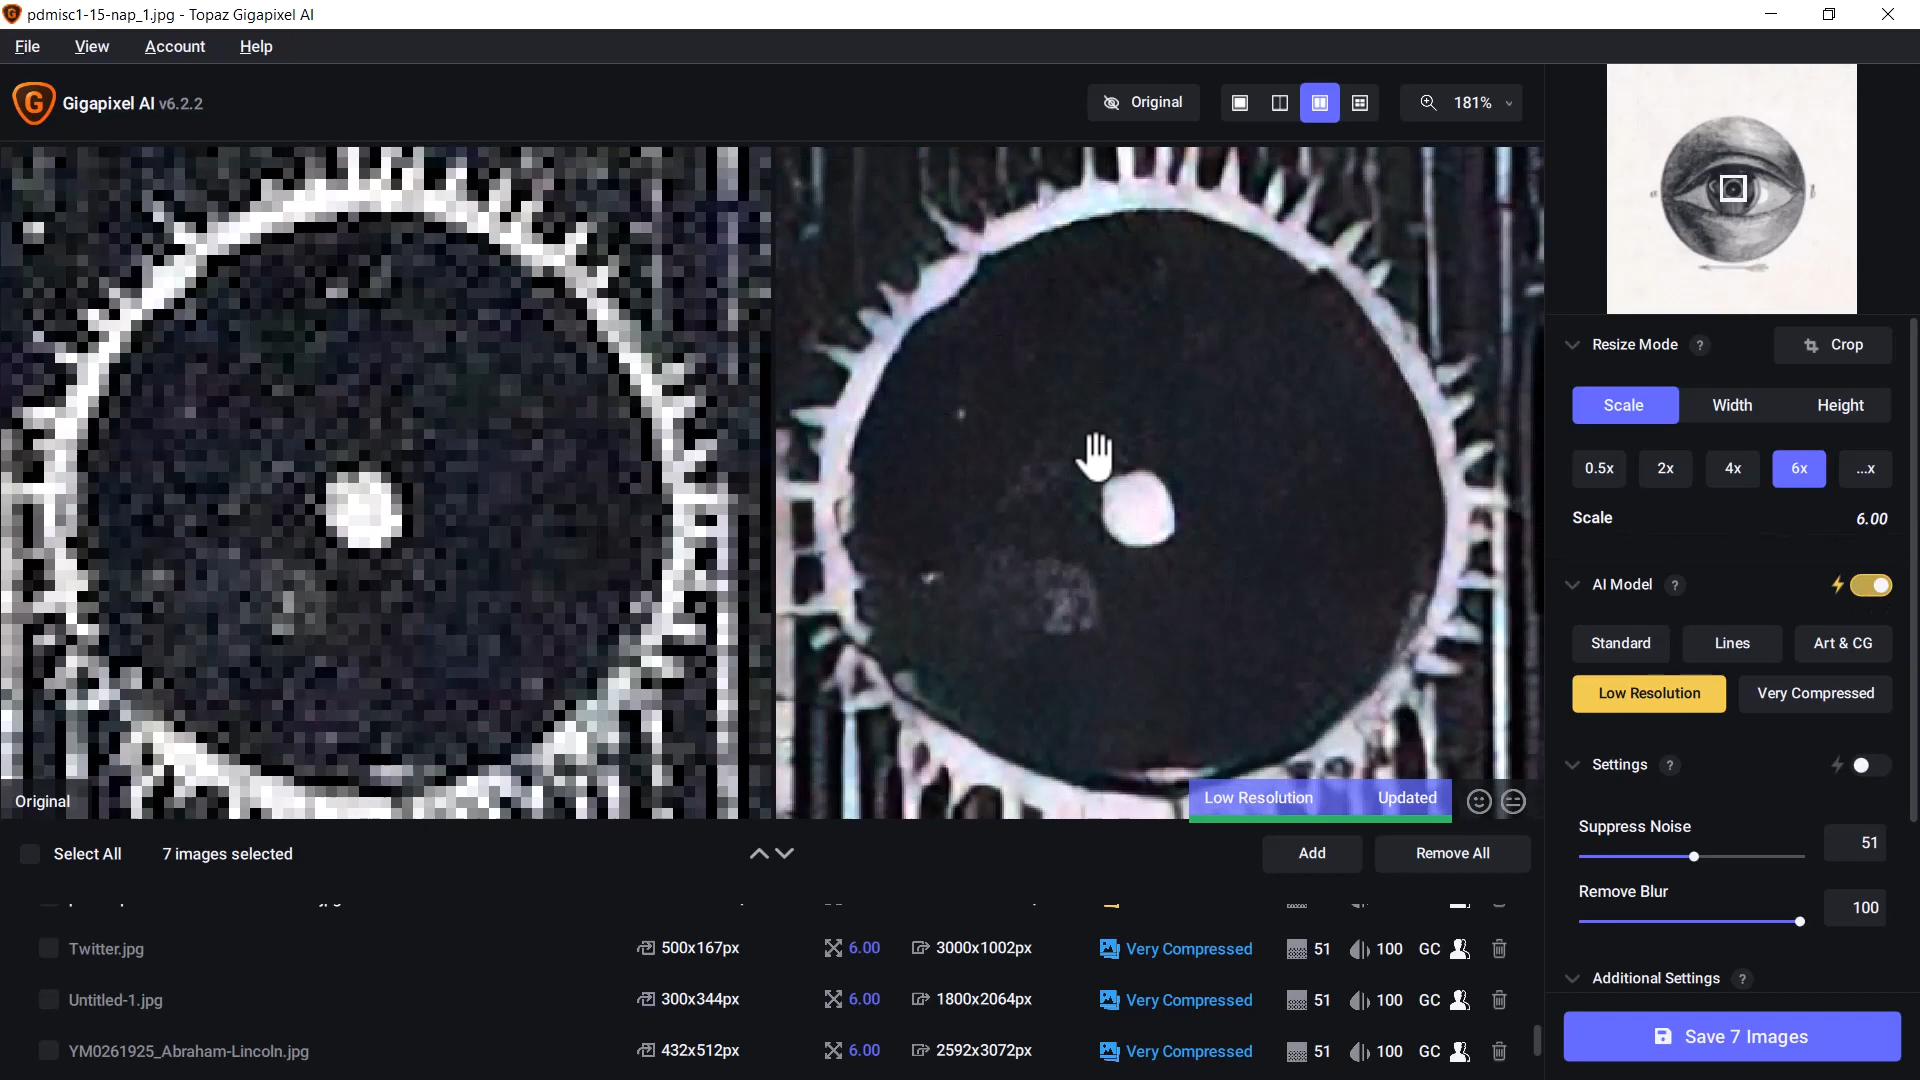 pdmisc1-15-nap_1.jpg - Topaz Gigapixel AI
File View Account Help
Gigapixel AI v6.2.2
Original
181%
a
b
Resize Mode ?
Crop
Scale Width Height
0.5x 2x 4x 6x ...x
Scale 6.00
AI Model ?
Standard Lines Art & CG
Low Resolution Very Compressed
Settings ?
Original
Low Resolution Updated
Suppress Noise
51
Select All 7 images selected
Add Remove All
Remove Blur
100
Twitter.jpg 500x167px 6.00 3000x1002px Very Compressed 51 100 GC
Additional Settings ?
Untitled-1.jpg 300x344px 6.00 1800x2064px Very Compressed 51 100 GC
Save 7 Images
YM0261925_Abraham-Lincoln.jpg 432x512px 6.00 2592x3072px Very Compressed 51 100 GC